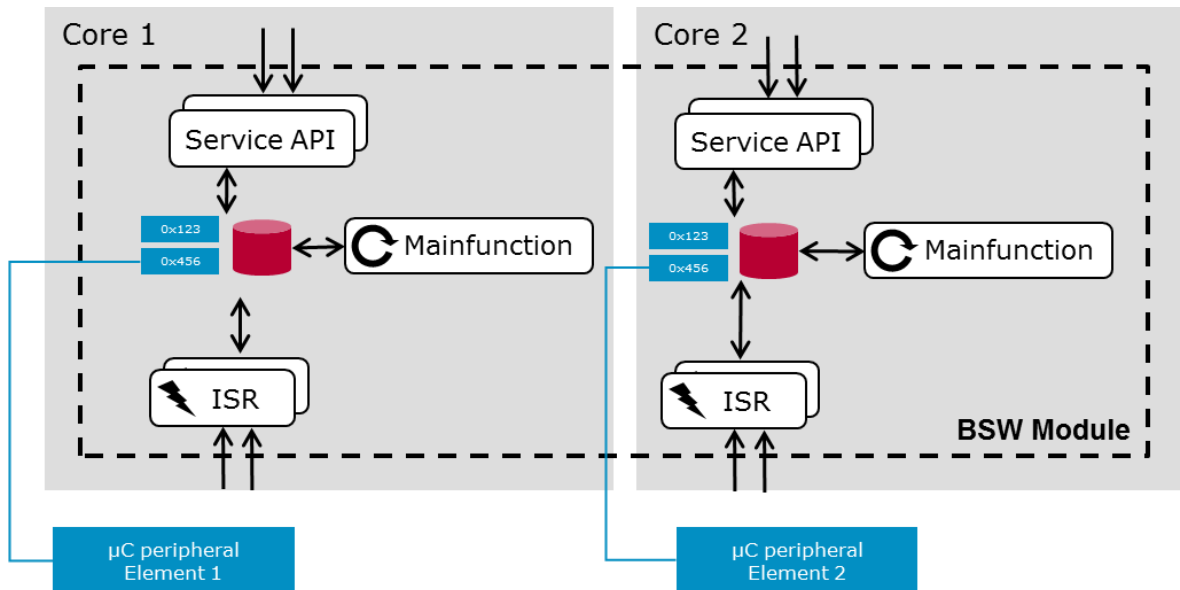 Core 1
Service API
0x123
0x456
Mainfunction
ISR
µC peripheral
Element 1
Core 2
Service API
0x123
0x456
Mainfunction
ISR
BSW Module
µC peripheral
Element 2